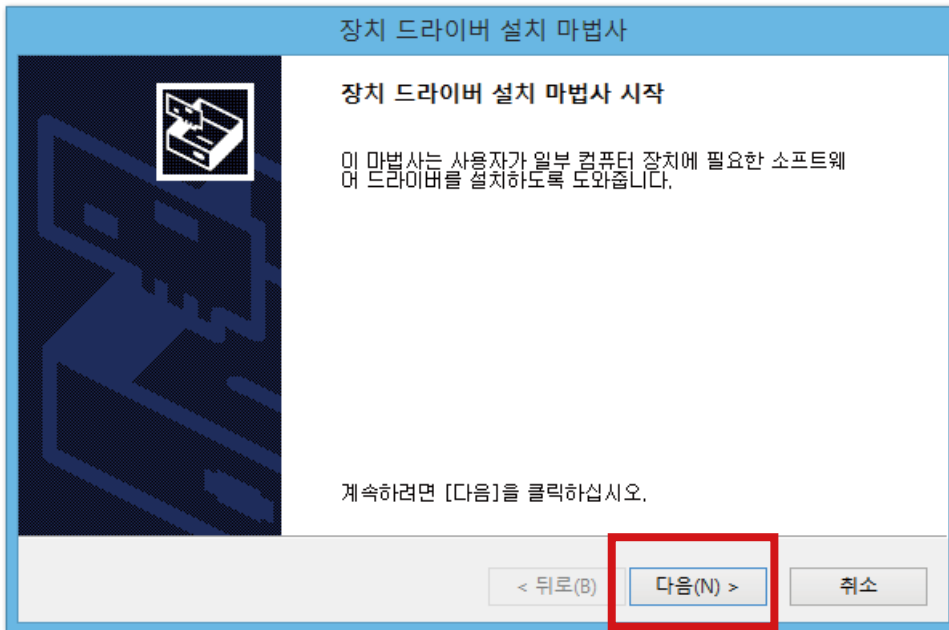 장치 드라이버 설치 마법사
장치 드라이버 설치 마법사 시작
이 마법사는 사용자가 일부 컴퓨터 장치에 필요한 소프트웨
어 드라이버를 설치하도록 도와줍니다.
계속하려면 [다음]을 클릭하십시오.
< 뒤로(B) 다음(N) > 취소